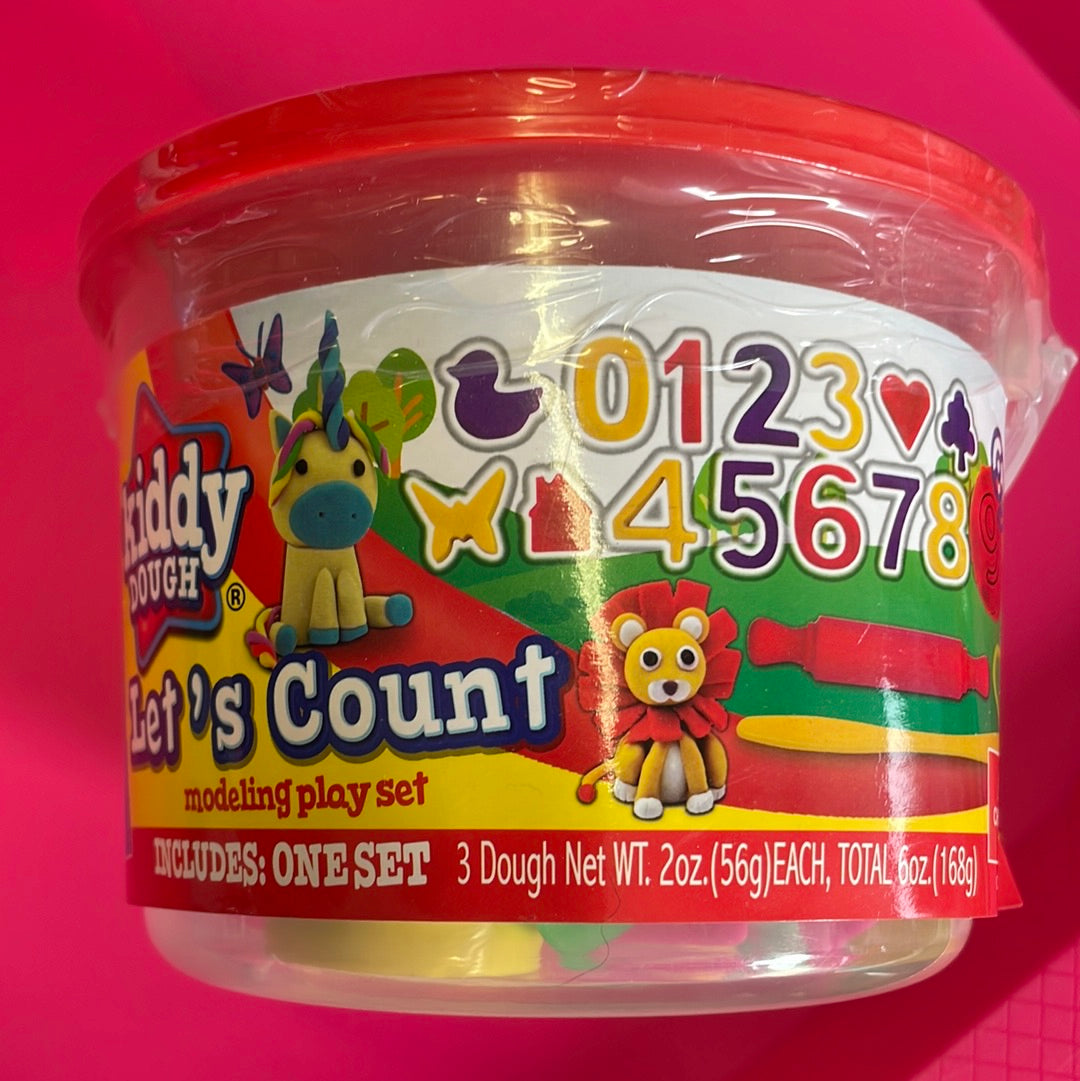 0123
45678
kiddy
DOUGH
®
Let's Count
modeling play set
INCLUDES: ONE SET 3 Dough Net WT. 2oz.(56g)EACH, TOTAL 6oz.(168g)